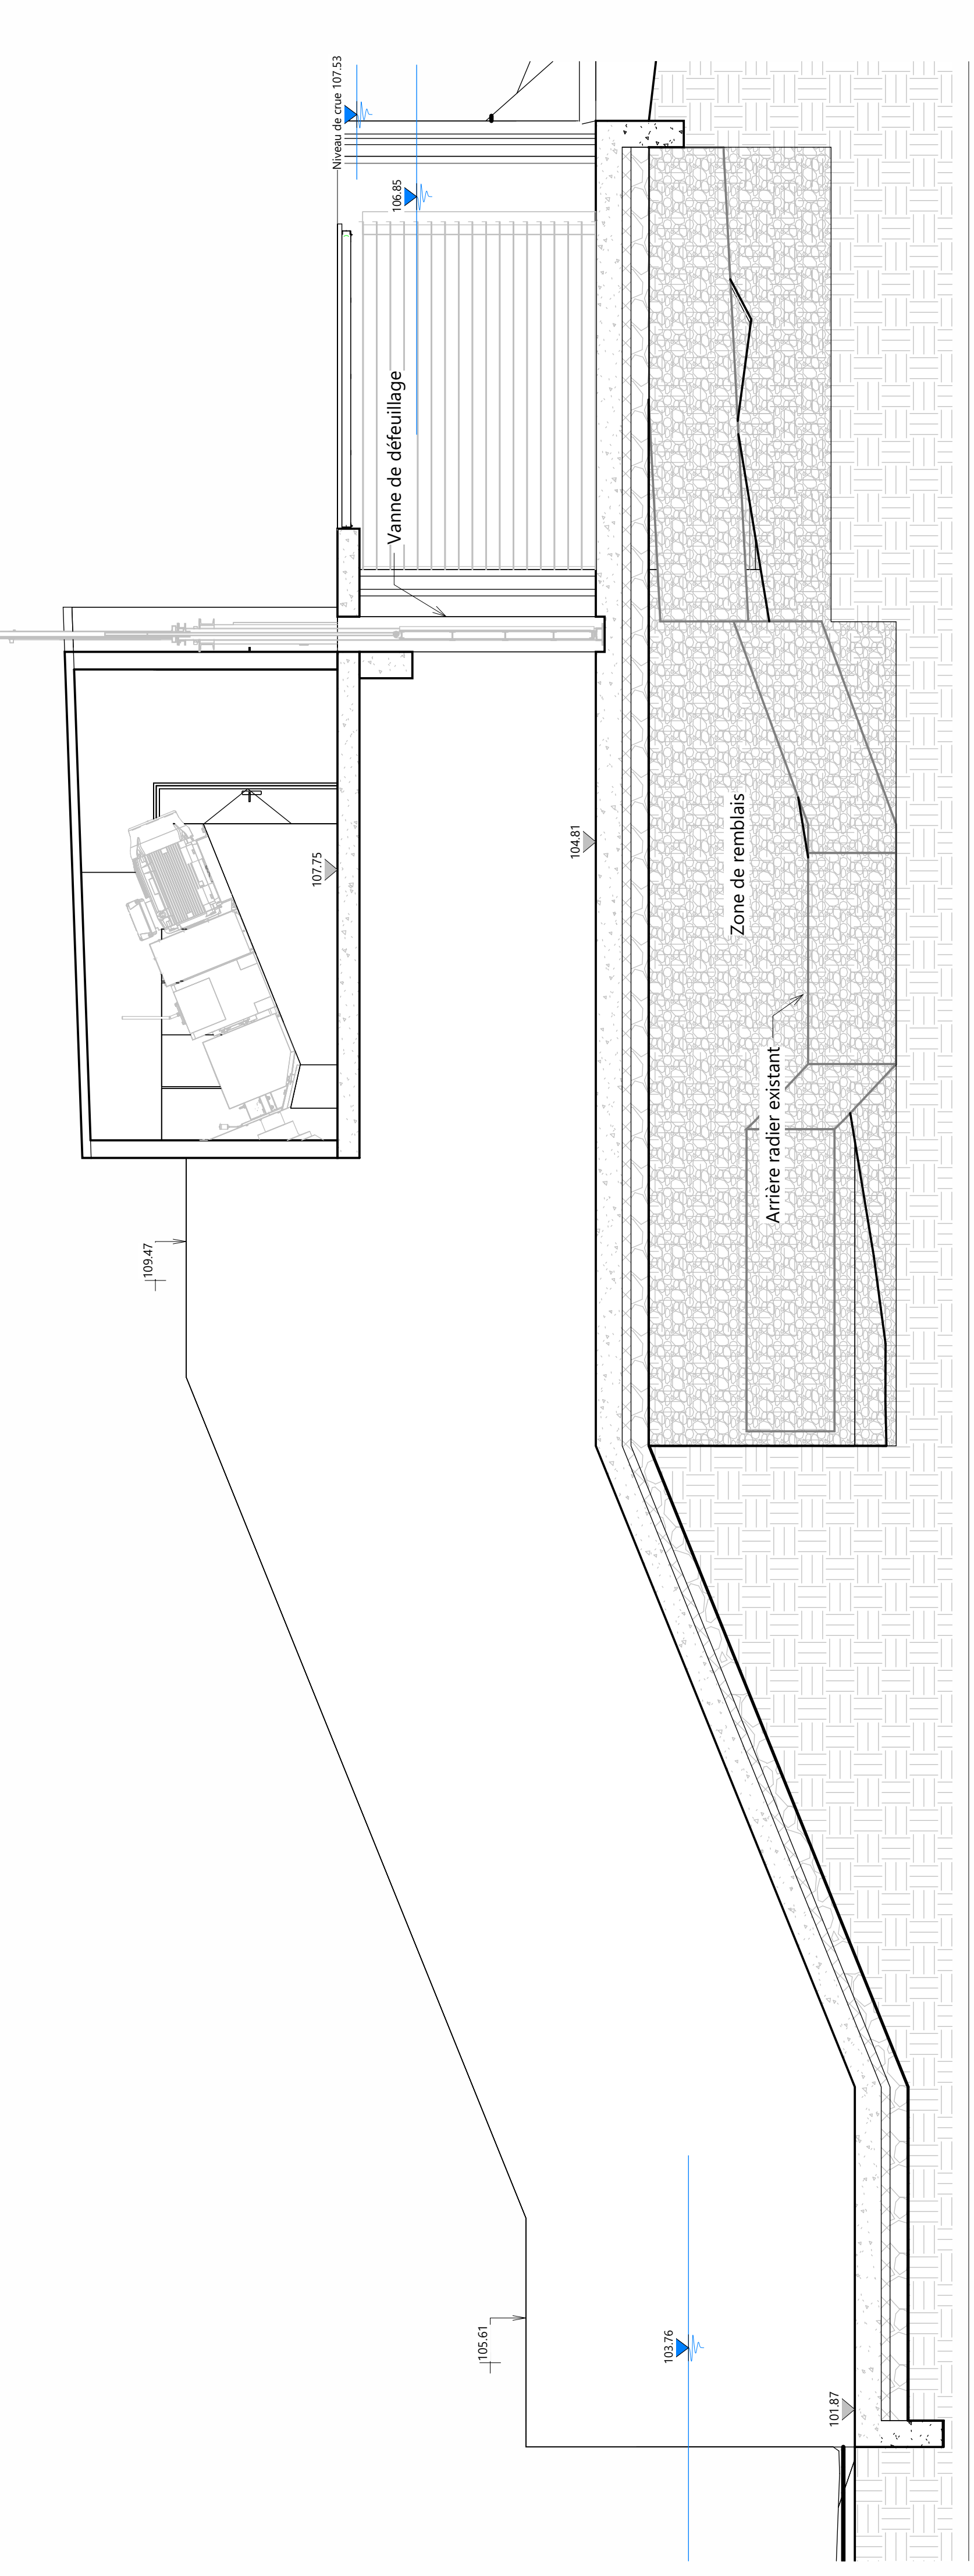 Niveau de crue 107.53
106.85
Vanne de défeuillage
107.75
104.81
Zone de remblais
Arrière radier existant
109.47
105.61
103.76
101.87